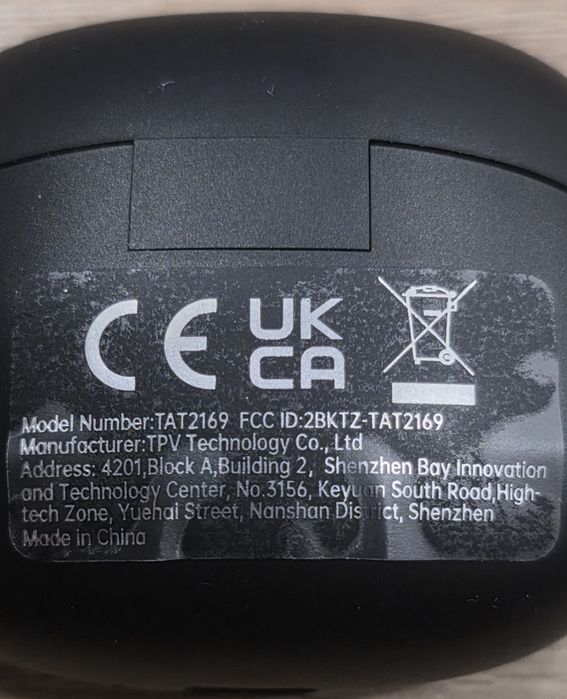 CE UK
CA
Model Number:TAT2169 FCC ID:2BKTZ-TAT2169
Manufacturer:TPV Technology Co., Ltd
Address: 4201,Block A,Building 2, Shenzhen Bay Innovation
and Technology Center, No.3156, Keyuan South Road,High-
tech Zone, Yuehai Street, Nanshan District, Shenzhen
Made in China